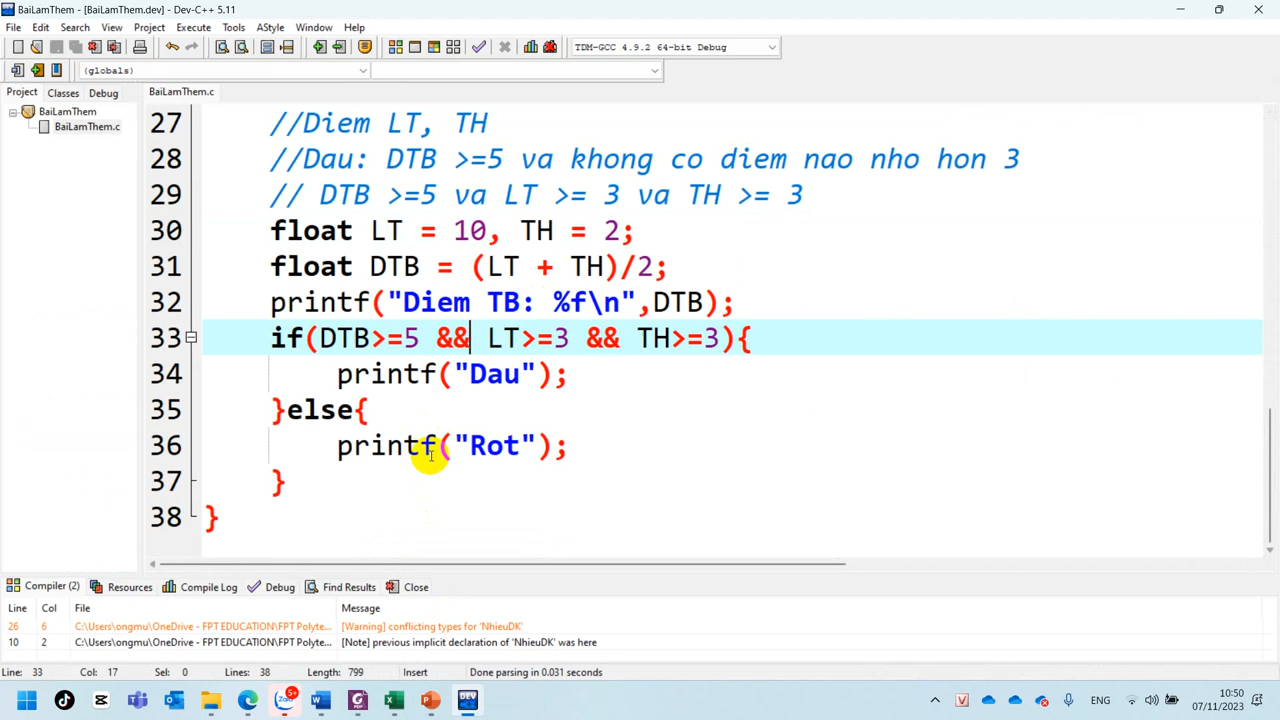 BaiLamThem - [BaiLamThem.dev] - Dev-C++ 5.11
File Edit Search View Project Execute Tools AStyle Window Help
TDM-GCC 4.9.2 64-bit Debug
(globals)
Project Classes Debug
BaiLamThem.c
BaiLamThem
BaiLamThem.c
27 //Diem LT, TH
28 //Dau: DTB >=5 va khong co diem nao nho hon 3
29 // DTB >=5 va LT >= 3 va TH >= 3
30 float LT = 10, TH = 2;
31 float DTB = (LT + TH)/2;
32 printf("Diem TB: %f\n",DTB);
33 if(DTB>=5 && LT>=3 && TH>=3){
34 printf("Dau");
35 }else{
36 printf("Rot");
37 }
38 }
Compiler (2) Resources Compile Log Debug Find Results Close
Line Col File Message
26 6 C:\Users\ongmu\OneDrive - FPT EDUCATION\FPT Polyte... [Warning] conflicting types for 'NhieuDK'
10 2 C:\Users\ongmu\OneDrive - FPT EDUCATION\FPT Polyte... [Note] previous implicit declaration of 'NhieuDK' was here
Line: 33 Col: 17 Sel: 0 Lines: 38 Length: 799 Insert Done parsing in 0.031 seconds
5+
Zalo
PDF
DEV
ENG
10:50
07/11/2023